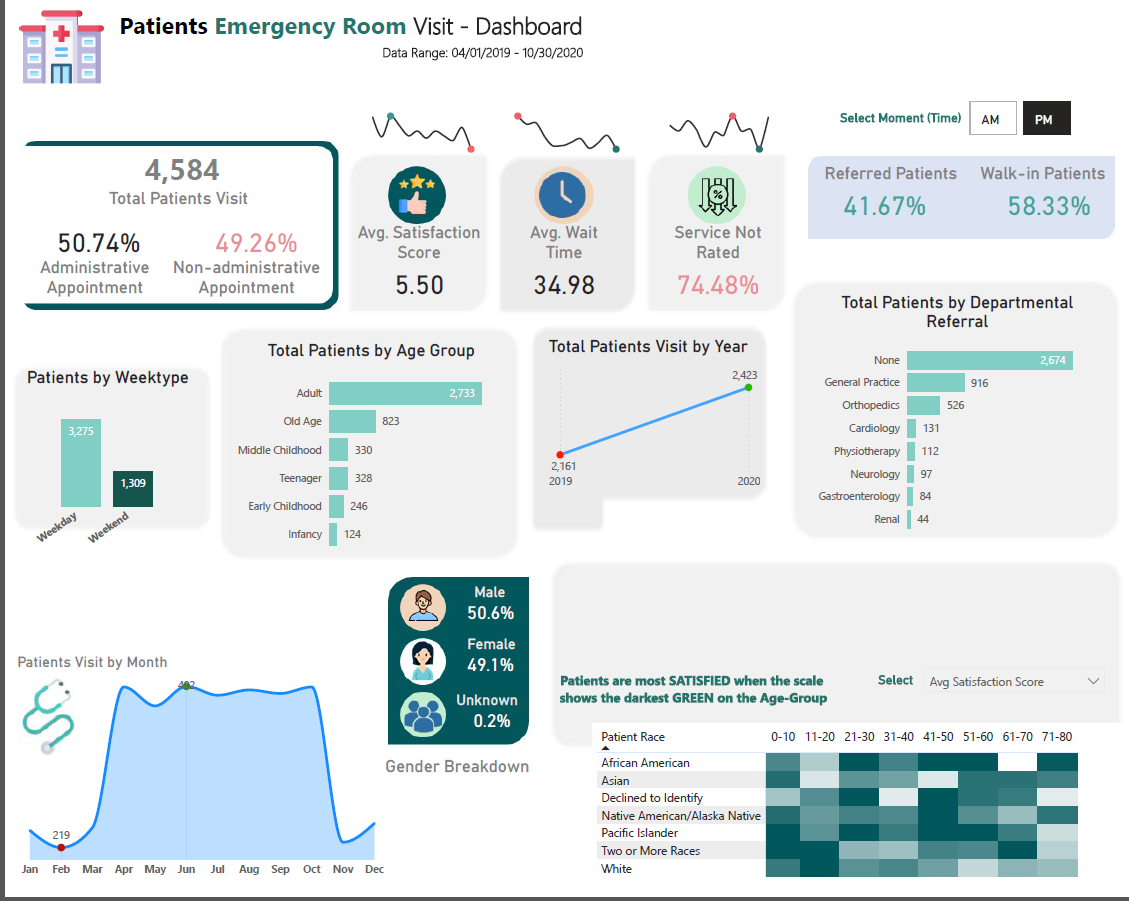 Patients Emergency Room Visit - Dashboard
Data Range: 04/01/2019 - 10/30/2020
Select Moment (Time)
AM
PM
4,584
Total Patients Visit
50.74%
Administrative
Appointment
49.26%
Non-administrative
Appointment
Avg. Satisfaction
Score
5.50
Avg. Wait
Time
34.98
%
Service Not
Rated
74.48%
Referred Patients
41.67%
Walk-in Patients
58.33%
Patients by Weektype
3,275
1,309
Weekday
Weekend
Total Patients by Age Group
Adult 2,733
Old Age 823
Middle Childhood 330
Teenager 328
Early Childhood 246
Infancy 124
Total Patients Visit by Year
2,423
2,161
2019 2020
Total Patients by Departmental
Referral
None 2,674
General Practice 916
Orthopedics 526
Cardiology 131
Physiotherapy 112
Neurology 97
Gastroenterology 84
Renal 44
Patients Visit by Month
492
219
Jan Feb Mar Apr May Jun Jul Aug Sep Oct Nov Dec
Male
50.6%
Female
49.1%
Unknown
0.2%
Gender Breakdown
Patients are most SATISFIED when the scale
shows the darkest GREEN on the Age-Group
Select
Avg Satisfaction Score
Patient Race 0-10 11-20 21-30 31-40 41-50 51-60 61-70 71-80
African American
Asian
Declined to Identify
Native American/Alaska Native
Pacific Islander
Two or More Races
White